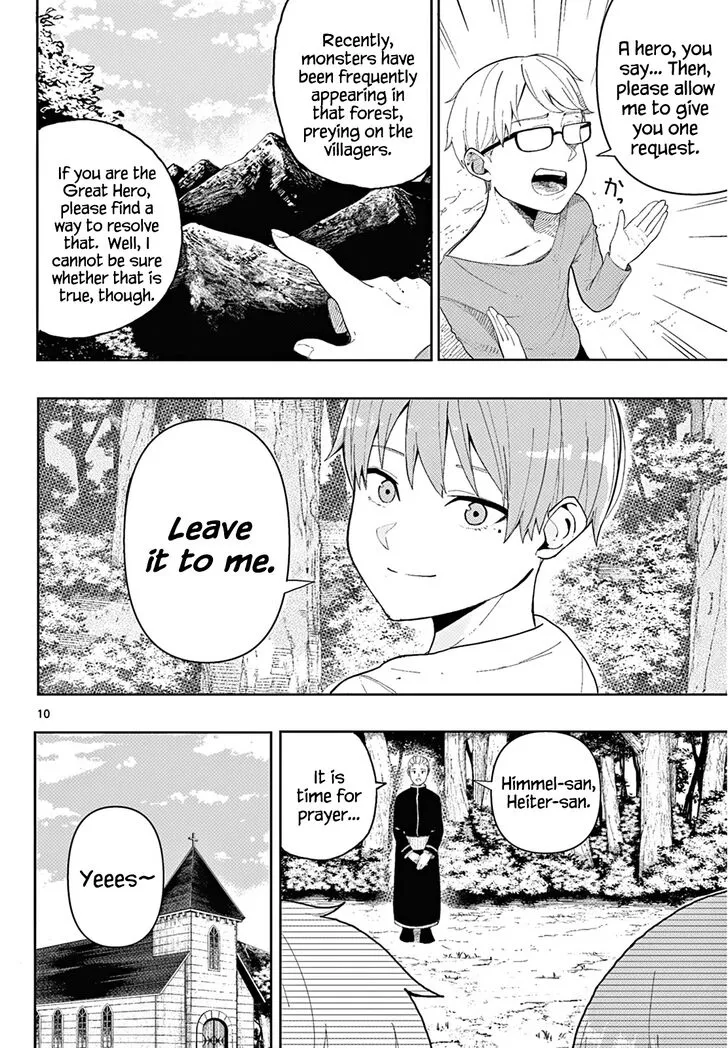 A hero, you
say... Then,
please allow
me to give
you one
request.
かっ
Recently,
monsters have
been frequently
appearing in
that forest,
preying on the
villagers.
If you are the
Great Hero,
please find a
way to resolve
that. Well, I
cannot be sure
whether that is
true, though.
Leave
it to me.
10
Himmel-san,
Heiter-san.
It is
time for
prayer...
Yeees~